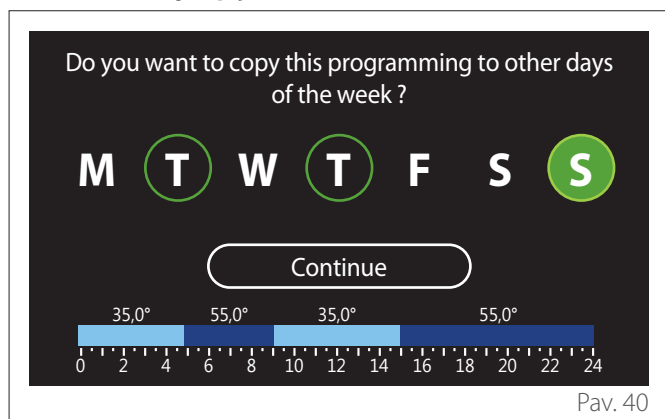 Do you want to copy this programming to other days
of the week ?
M T W T F S S
Continue
35,0° 55,0° 35,0° 55,0°
0 2 4 6 8 10 12 14 16 18 20 22 24
Pav. 40